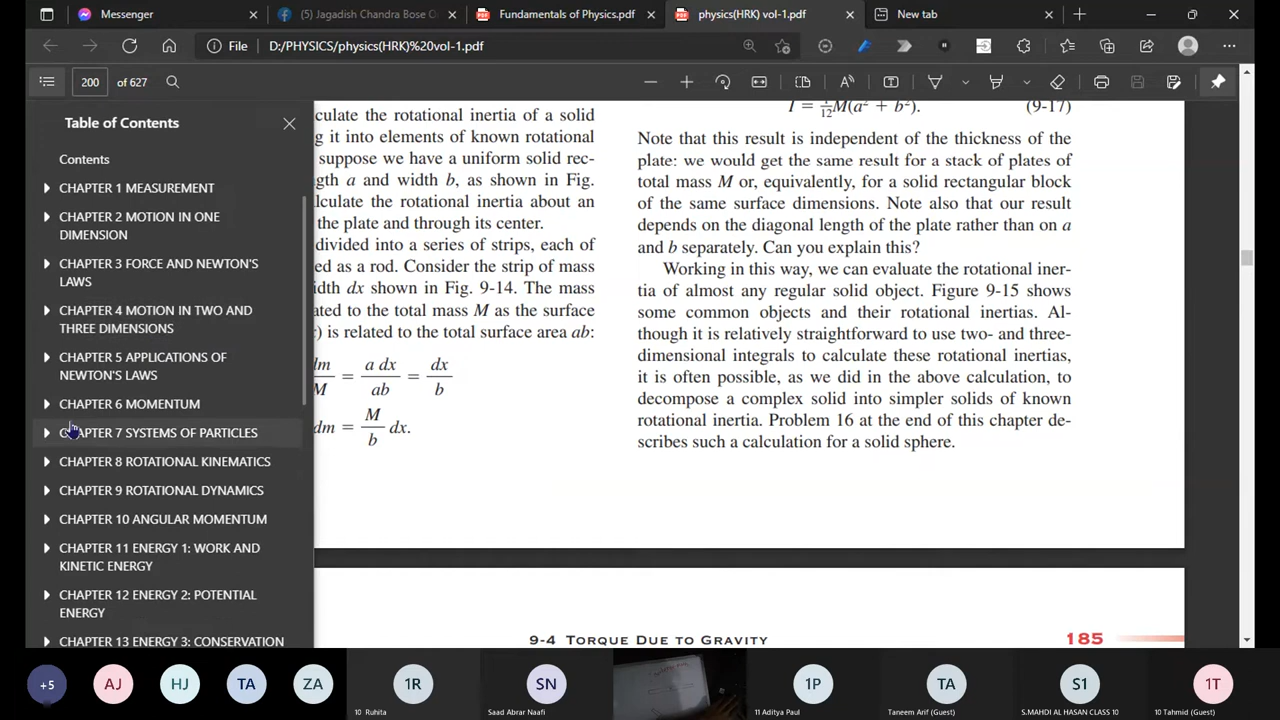 Messenger
(5) Jagadish Chandra Bose O
Fundamentals of Physics.pdf
physics(HRK) vol-1.pdf
New tab
File
D:/PHYSICS/physics(HRK)%20vol-1.pdf
200 of 627
Table of Contents
Contents
CHAPTER 1 MEASUREMENT
CHAPTER 2 MOTION IN ONE
DIMENSION
CHAPTER 3 FORCE AND NEWTON'S
LAWS
CHAPTER 4 MOTION IN TWO AND
THREE DIMENSIONS
CHAPTER 5 APPLICATIONS OF
NEWTON'S LAWS
CHAPTER 6 MOMENTUM
CHAPTER 7 SYSTEMS OF PARTICLES
CHAPTER 8 ROTATIONAL KINEMATICS
CHAPTER 9 ROTATIONAL DYNAMICS
CHAPTER 10 ANGULAR MOMENTUM
CHAPTER 11 ENERGY 1: WORK AND
KINETIC ENERGY
CHAPTER 12 ENERGY 2: POTENTIAL
ENERGY
CHAPTER 13 ENERGY 3: CONSERVATION
culate the rotational inertia of a solid
g it into elements of known rotational
suppose we have a uniform solid rec-
gth a and width b, as shown in Fig.
lculate the rotational inertia about an
the plate and through its center.
divided into a series of strips, each of
ed as a rod. Consider the strip of mass
idth dx shown in Fig. 9-14. The mass
ated to the total mass M as the surface
) is related to the total surface area ab:
dm/M = a dx/ab = dx/b
dm = M/b dx.
I = 1/12 M(a² + b²). (9-17)
Note that this result is independent of the thickness of the
plate: we would get the same result for a stack of plates of
total mass M or, equivalently, for a solid rectangular block
of the same surface dimensions. Note also that our result
depends on the diagonal length of the plate rather than on a
and b separately. Can you explain this?
Working in this way, we can evaluate the rotational iner-
tia of almost any regular solid object. Figure 9-15 shows
some common objects and their rotational inertias. Al-
though it is relatively straightforward to use two- and three-
dimensional integrals to calculate these rotational inertias,
it is often possible, as we did in the above calculation, to
decompose a complex solid into simpler solids of known
rotational inertia. Problem 16 at the end of this chapter de-
scribes such a calculation for a solid sphere.
9-4 TORQUE DUE TO GRAVITY 185
+5
AJ
HJ
TA
ZA
1R
SN
1P
TA
S1
1T
10 Ruhita
Saad Abrar Naafi
11 Aditya Paul
Taneem Arif (Guest)
S.MAHDI AL HASAN CLASS 10
10 Tahmid (Guest)